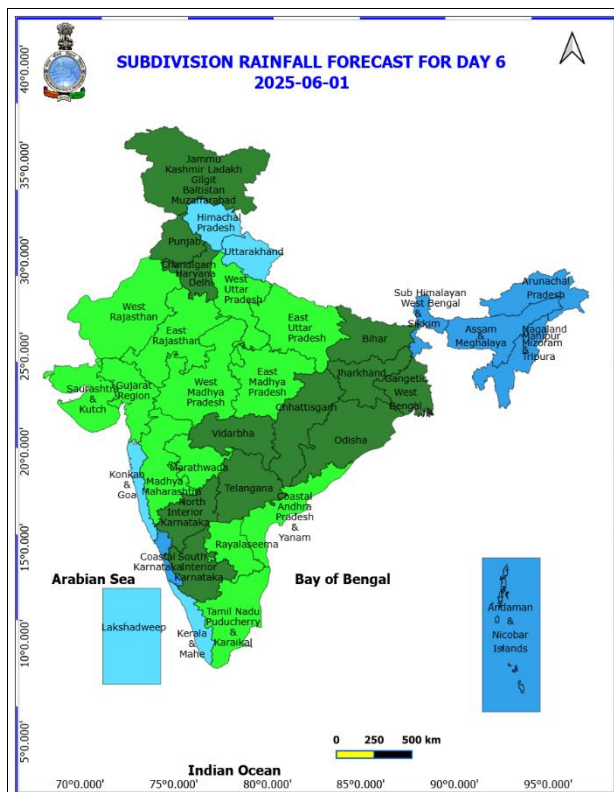 SUBDIVISION RAINFALL FORECAST FOR DAY 6
2025-06-01
40°0.000'
35°0.000'
30°0.000'
25°0.000'
20°0.000'
15°0.000'
10°0.000'
5°0.000'
Jammu
Kashmir Ladakh
Gilgit
Baltistan
Muzaffarabad
Himachal
Pradesh
Punjab
Uttarakhand
Chandigarh
Haryana
Delhi
West
Uttar
Pradesh
Arunachal
Pradesh
Sub Himalayan
West Bengal
&
Sikkim
West
Rajasthan
East
Rajasthan
East
Uttar
Pradesh
Assam
&
Meghalaya
Nagaland
Manipur
Mizoram
&
Tripura
Bihar
Saurashtra
&
Kutch
Gujarat
Region
West
Madhya
Pradesh
East
Madhya
Pradesh
Jharkhand
Gangetic
West
Bengal
Chhattisgarh
Vidarbha
Odisha
Konkan
&
Goa
Madhya
Maharashtra
Marathwada
Telangana
North
Interior
Karnataka
Coastal
Andhra
Pradesh
&
Yanam
Rayalaseema
Coastal
Karnataka
South
Interior
Karnataka
Arabian Sea
Bay of Bengal
Lakshadweep
Kerala
&
Mahe
Tamil Nadu
Puducherry
&
Karaikal
Andaman
&
Nicobar
Islands
0 250 500 km
Indian Ocean
70°0.000' 75°0.000' 80°0.000' 85°0.000' 90°0.000' 95°0.000'